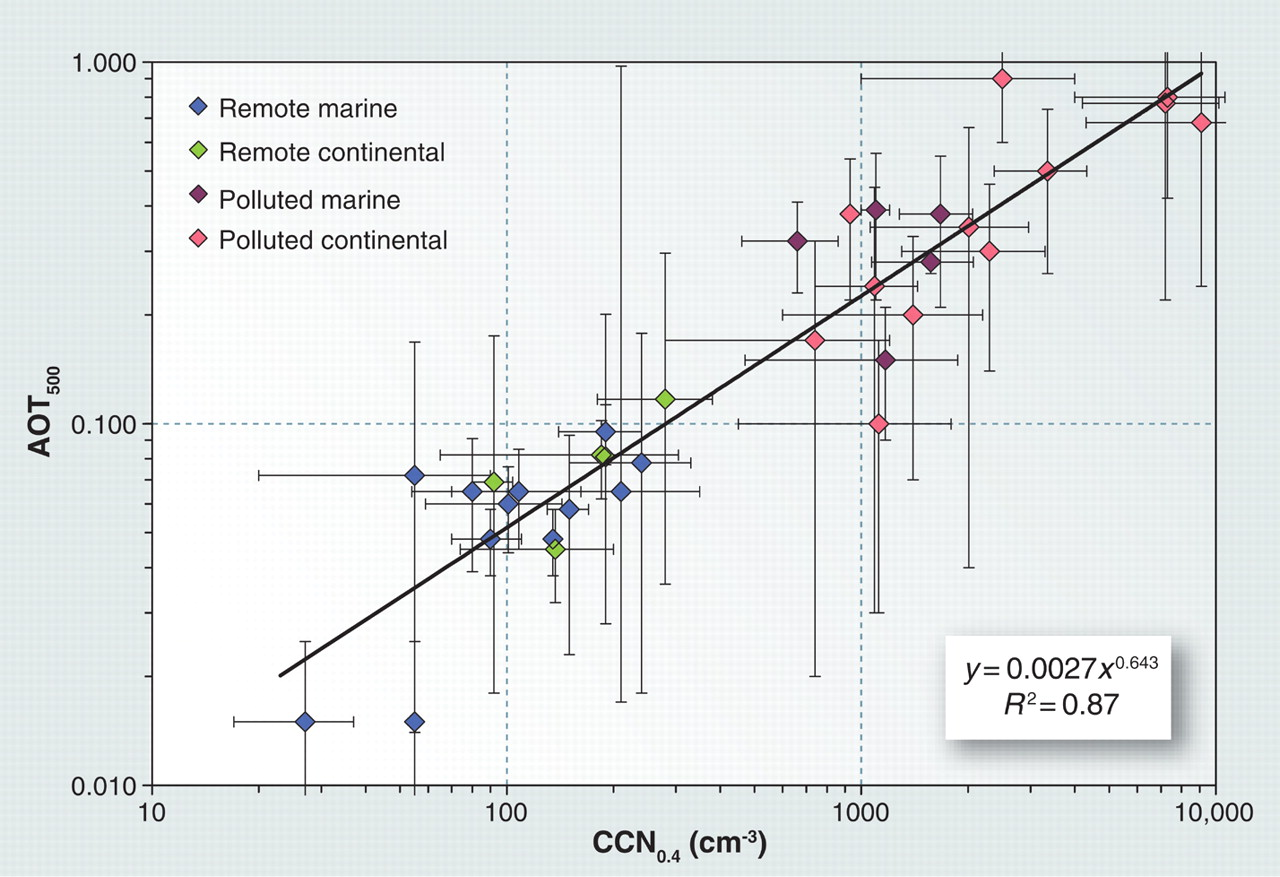 1.000
0.100
0.010
AOT500
Remote marine
Remote continental
Polluted marine
Polluted continental
y = 0.0027x^0.643
R² = 0.87
10
100
1000
10,000
CCN0.4 (cm-3)